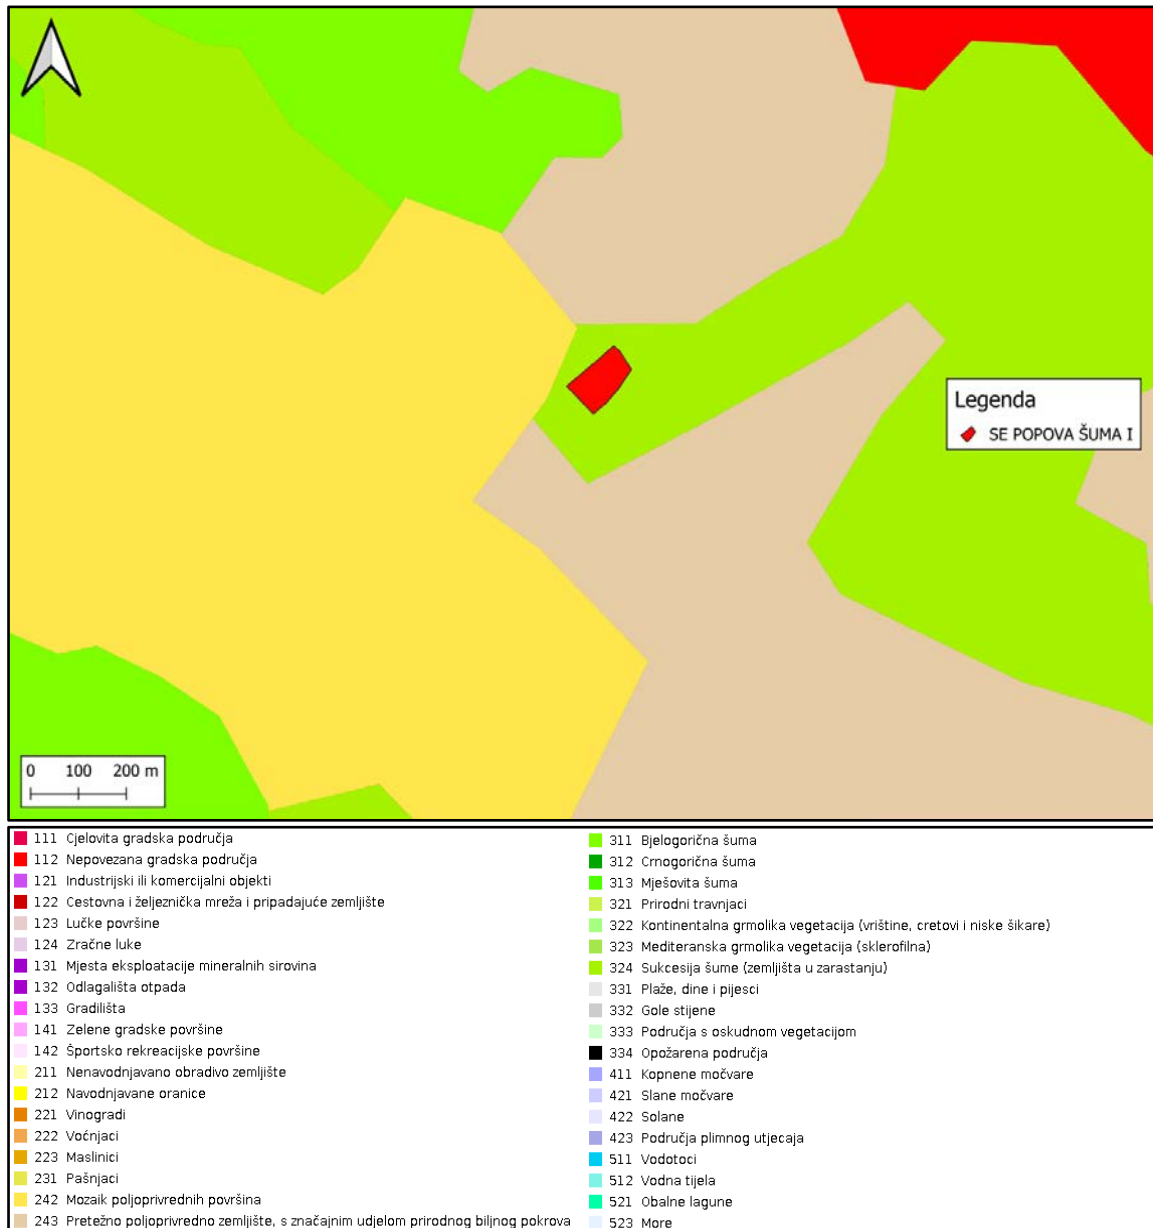 Legenda
SE POPOVA ŠUMA I
0 100 200 m
111 Cjelovita gradska područja
112 Nepovezana gradska područja
121 Industrijski ili komercijalni objekti
122 Cestovna i željeznička mreža i pripadajuće zemljište
123 Lučke površine
124 Zračne luke
131 Mjesta eksploatacije mineralnih sirovina
132 Odlagališta otpada
133 Gradilišta
141 Zelene gradske površine
142 Športsko rekreacijske površine
211 Nenavodnjavano obradivo zemljište
212 Navodnjavane oranice
221 Vinogradi
222 Voćnjaci
223 Maslinici
231 Pašnjaci
242 Mozaik poljoprivrednih površina
243 Pretežno poljoprivredno zemljište, s značajnim udjelom prirodnog biljnog pokrova
311 Bjelogorična šuma
312 Crnogorična šuma
313 Mješovita šuma
321 Prirodni travnjaci
322 Kontinentalna grmolika vegetacija (vrištine, cretovi i niske šikare)
323 Mediteranska grmolika vegetacija (sklerofilna)
324 Sukcesija šume (zemljišta u zarastanju)
331 Plaže, dine i pijesci
332 Gole stijene
333 Područja s oskudnom vegetacijom
334 Opožarena područja
411 Kopnene močvare
421 Slane močvare
422 Solane
423 Područja plimnog utjecaja
511 Vodotoci
512 Vodna tijela
521 Obalne lagune
523 More